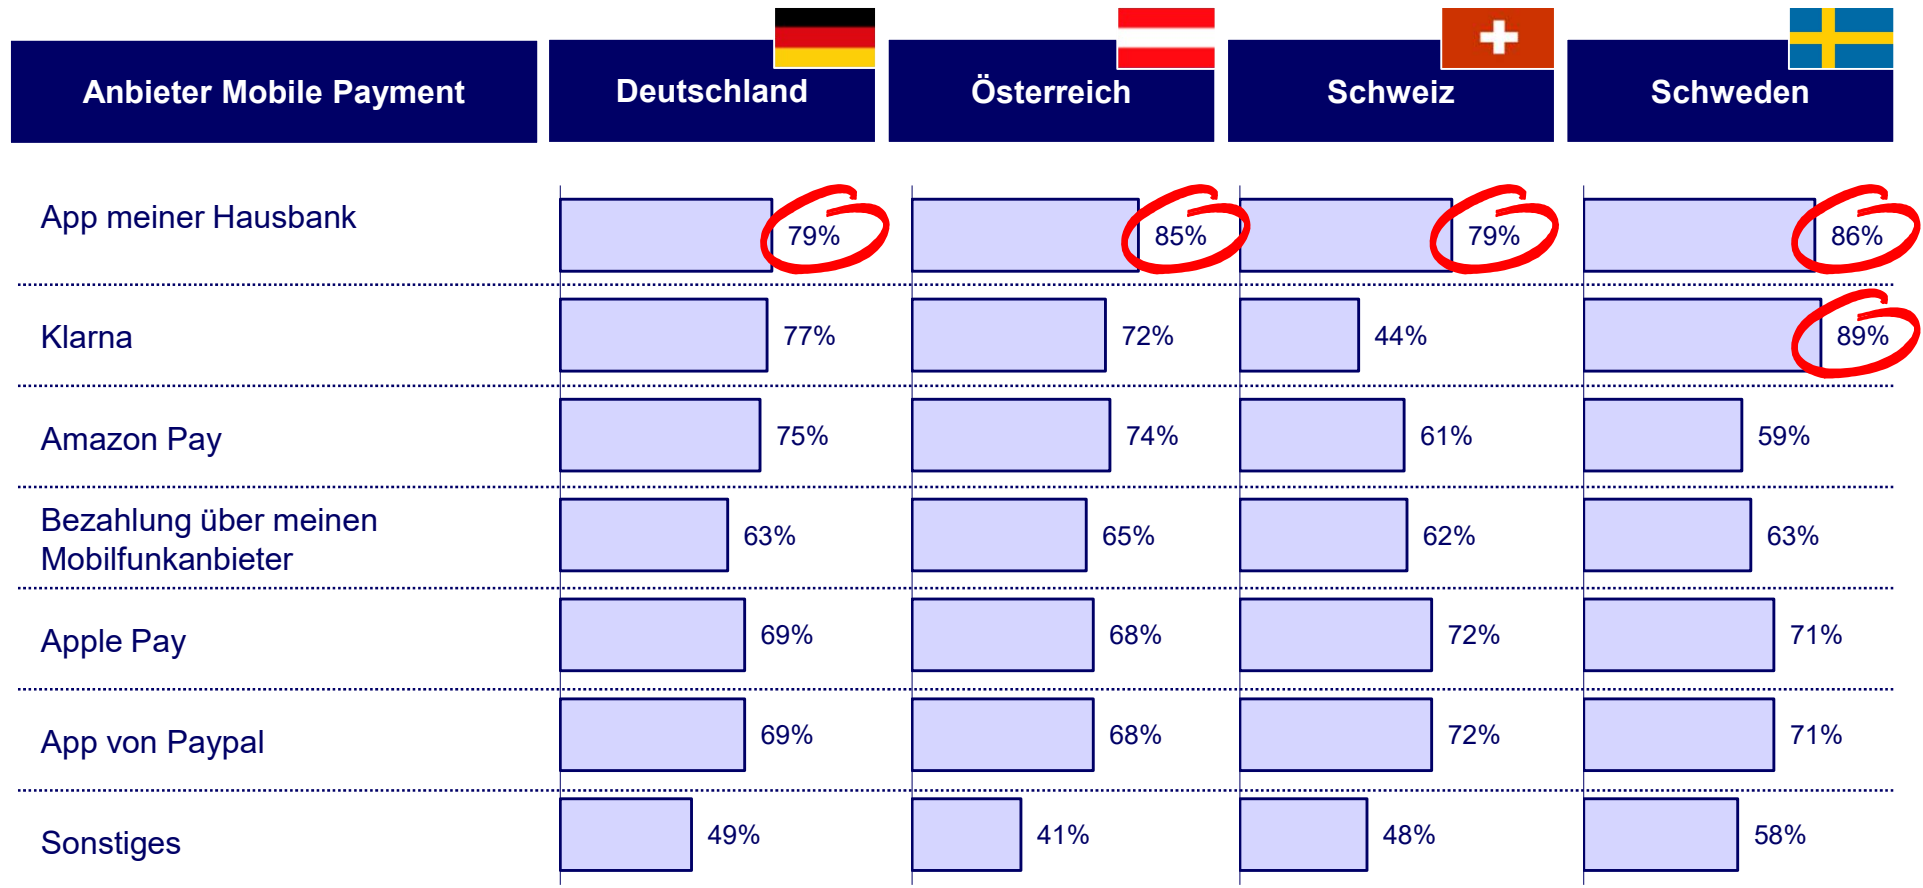 Anbieter Mobile Payment
Deutschland
Österreich
Schweiz
Schweden
App meiner Hausbank
79%
85%
79%
86%
Klarna
77%
72%
44%
89%
Amazon Pay
75%
74%
61%
59%
Bezahlung über meinen
Mobilfunkanbieter
63%
65%
62%
63%
Apple Pay
69%
68%
72%
71%
App von Paypal
69%
68%
72%
71%
Sonstiges
49%
41%
48%
58%